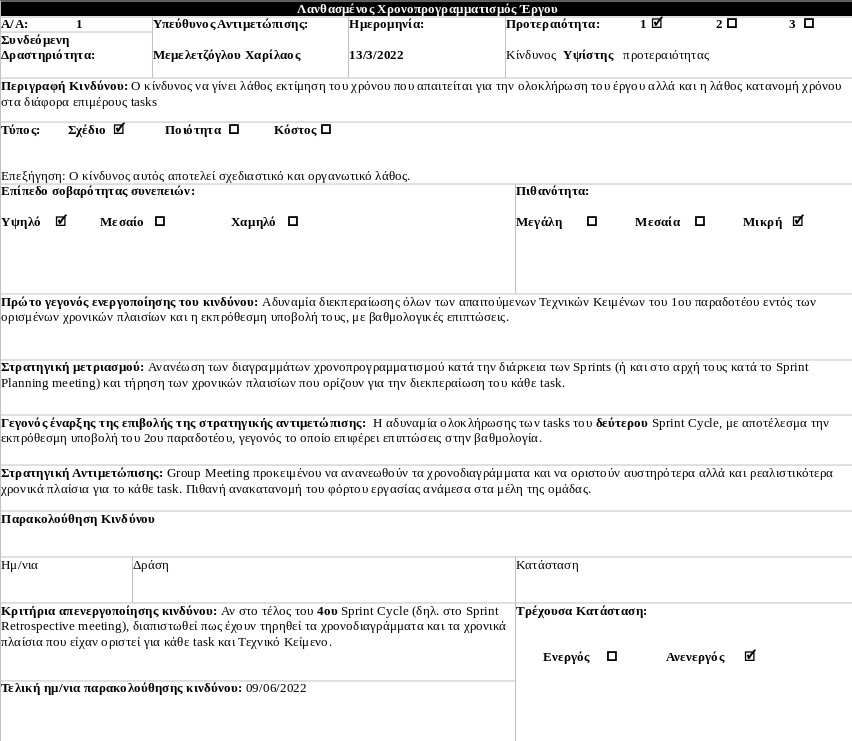 Λανθασμένος Χρονοπρογραμματισμός Έργου
Α/Α: 1 Υπεύθυνος Αντιμετώπισης: Ημερομηνία: Προτεραιότητα: 1 ☑ 2 ☐ 3 ☐
Συνδεόμενη
Δραστηριότητα: Μεμελετζόγλου Χαρίλαος 13/3/2022 Κίνδυνος Υψίστης προτεραιότητας
Περιγραφή Κινδύνου: Ο κίνδυνος να γίνει λάθος εκτίμηση του χρόνου που απαιτείται για την ολοκλήρωση του έργου αλλά και η λάθος κατανομή χρόνου
στα διάφορα επιμέρους tasks
Τύπος: Σχέδιο ☑ Ποιότητα ☐ Κόστος ☐
Επεξήγηση: Ο κίνδυνος αυτός αποτελεί σχεδιαστικό και οργανωτικό λάθος.
Επίπεδο σοβαρότητας συνεπειών: Πιθανότητα:
Υψηλό ☑ Μεσαίο ☐ Χαμηλό ☐ Μεγάλη ☐ Μεσαία ☐ Μικρή ☑
Πρώτο γεγονός ενεργοποίησης του κινδύνου: Αδυναμία διεκπεραίωσης όλων των απαιτούμενων Τεχνικών Κειμένων του 1ου παραδοτέου εντός των
ορισμένων χρονικών πλαισίων και η εκπρόθεσμη υποβολή τους, με βαθμολογικές επιπτώσεις.
Στρατηγική μετριασμού: Ανανέωση των διαγραμμάτων χρονοπρογραμματισμού κατά την διάρκεια των Sprints (ή και στο αρχή τους κατά το Sprint
Planning meeting) και τήρηση των χρονικών πλαισίων που ορίζουν για την διεκπεραίωση του κάθε task.
Γεγονός έναρξης της επιβολής της στρατηγικής αντιμετώπισης: Η αδυναμία ολοκλήρωσης των tasks του δεύτερου Sprint Cycle, με αποτέλεσμα την
εκπρόθεσμη υποβολή του 2ου παραδοτέου, γεγονός το οποίο επιφέρει επιπτώσεις στην βαθμολογία.
Στρατηγική Αντιμετώπισης: Group Meeting προκειμένου να ανανεωθούν τα χρονοδιαγράμματα και να οριστούν αυστηρότερα αλλά και ρεαλιστικότερα
χρονικά πλαίσια για το κάθε task. Πιθανή ανακατανομή του φόρτου εργασίας ανάμεσα στα μέλη της ομάδας.
Παρακολούθηση Κινδύνου
Ημ/νια Δράση Κατάσταση
Κριτήρια απενεργοποίησης κινδύνου: Αν στο τέλος του 4ου Sprint Cycle (δηλ. στο Sprint Τρέχουσα Κατάσταση:
Retrospective meeting), διαπιστωθεί πως έχουν τηρηθεί τα χρονοδιαγράμματα και τα χρονικά
πλαίσια που είχαν οριστεί για κάθε task και Τεχνικό Κείμενο.
Ενεργός ☐ Ανενεργός ☑
Τελική ημ/νια παρακολούθησης κινδύνου: 09/06/2022